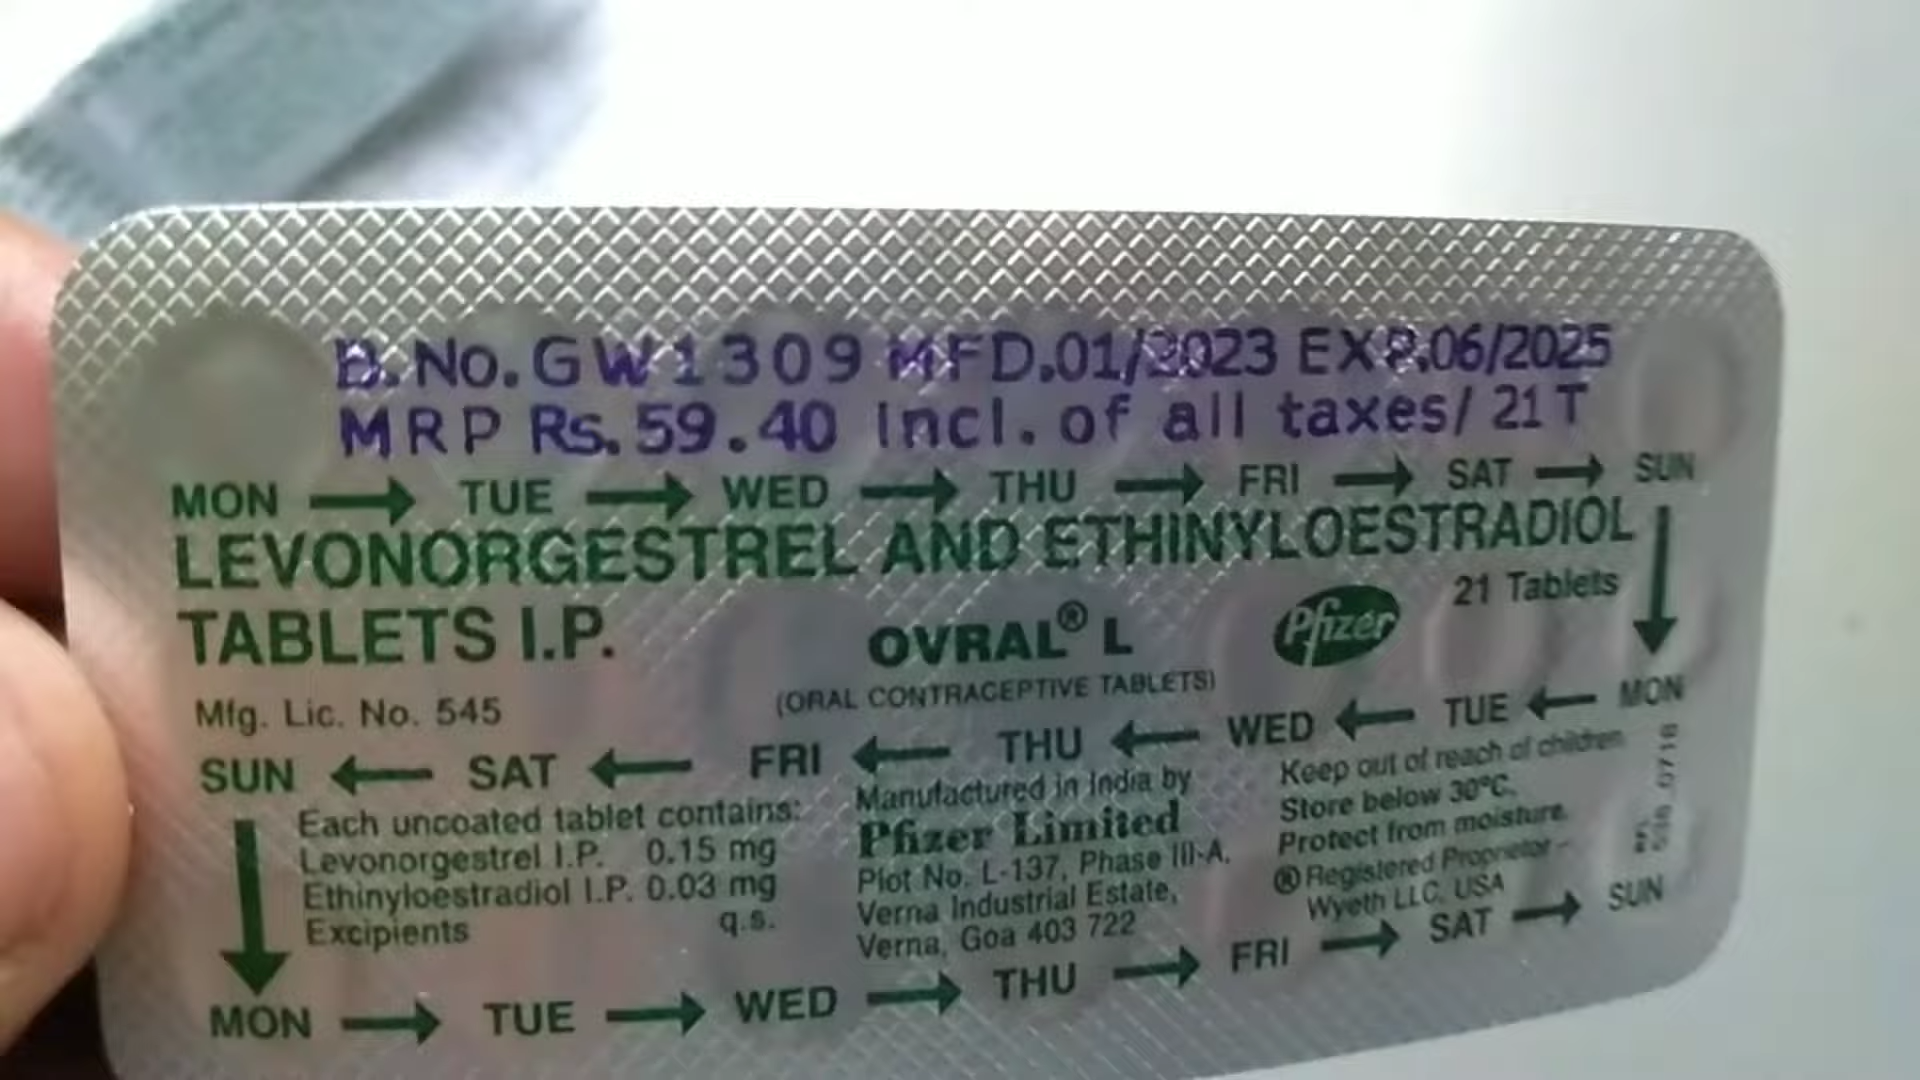 B.No.GW1309 MFD.01/2023 EXP.06/2025
MRP Rs.59.40 incl. of all taxes/ 21T
MON → TUE → WED → THU → FRI → SAT → SUN
LEVONORGESTREL AND ETHINYLOESTRADIOL
TABLETS I.P.
21 Tablets
OVRAL® L
Pfizer
(ORAL CONTRACEPTIVE TABLETS)
Mfg. Lic. No. 545
SUN ← SAT ← FRI ← THU ← WED ← TUE ← MON
Each uncoated tablet contains:
Levonorgestrel I.P. 0.15 mg
Ethinyloestradiol I.P. 0.03 mg
Excipients q.s.
Manufactured in India by
Pfizer Limited
Plot No. L-137, Phase III-A,
Verna Industrial Estate,
Verna, Goa 403 722
Keep out of reach of children.
Store below 30°C.
Protect from moisture.
® Registered Proprietor –
Wyeth LLC, USA
MON → TUE → WED → THU → FRI → SAT → SUN